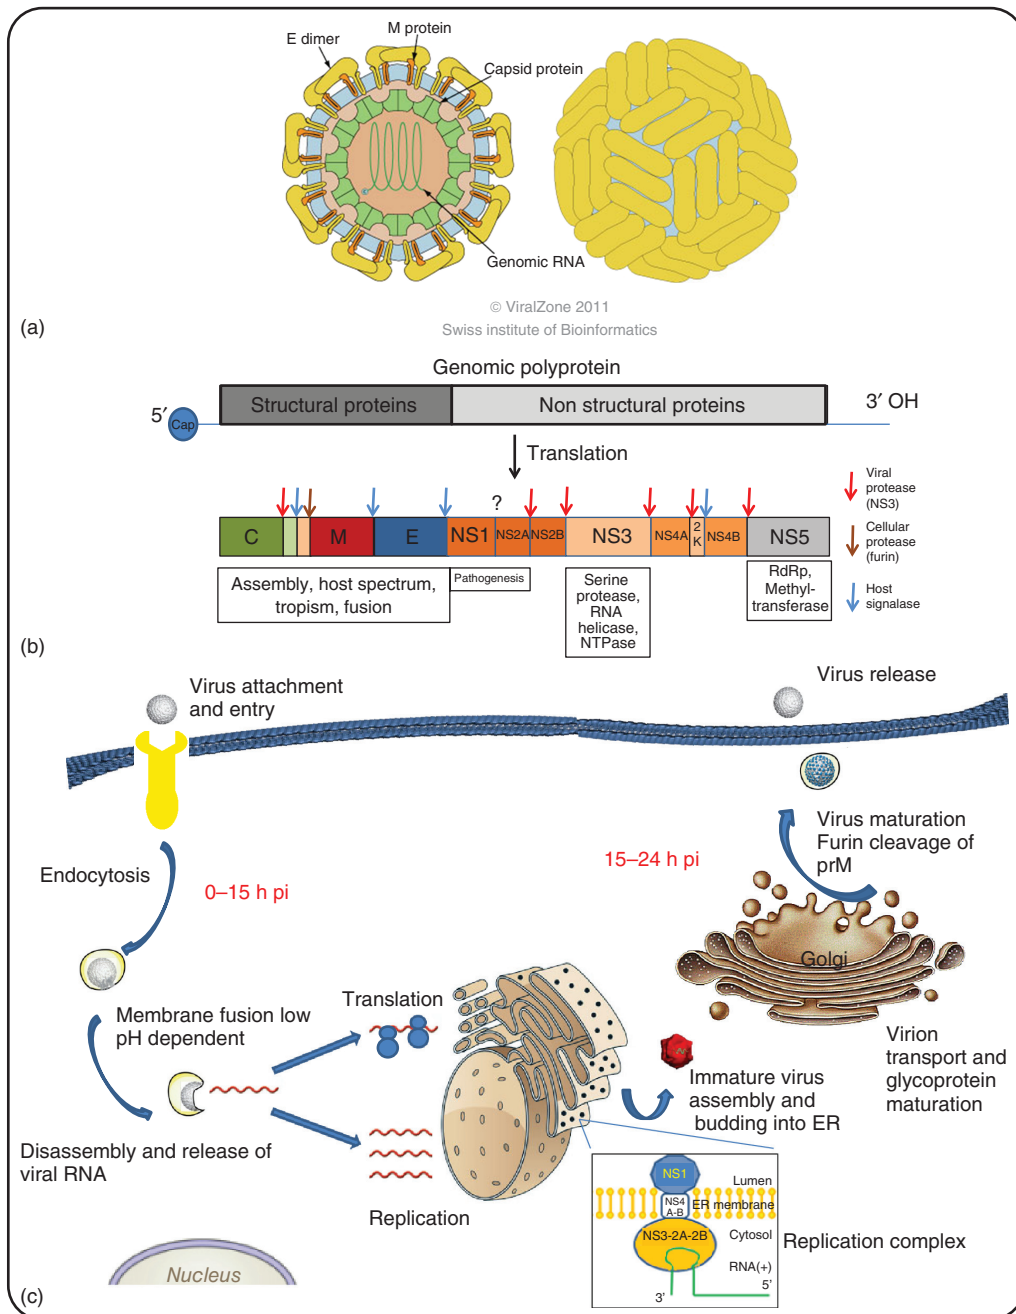 E dimer
M protein
Capsid protein
Genomic RNA
© ViralZone 2011
Swiss institute of Bioinformatics
(a)
Genomic polyprotein
5′
Cap
Structural proteins
Non structural proteins
3′ OH
Translation
?
C
M
E
NS1
NS2A
NS2B
NS3
NS4A
2
K
NS4B
NS5
Viral
protease
(NS3)
Cellular
protease
(furin)
Host
signalase
Assembly, host spectrum,
tropism, fusion
Pathogenesis
Serine
protease,
RNA
helicase,
NTPase
RdRp,
Methyl-
transferase
(b)
Virus attachment
and entry
Virus release
Endocytosis
0–15 h pi
15–24 h pi
Virus maturation
Furin cleavage of
prM
Golgi
Membrane fusion low
pH dependent
Translation
Virion
transport and
glycoprotein
maturation
Immature virus
assembly and
budding into ER
Disassembly and release of
viral RNA
Replication
NS1
Lumen
NS4
A-B
ER membrane
NS3-2A-2B
Cytosol
RNA(+)
5'
3'
Replication complex
Nucleus
(c)